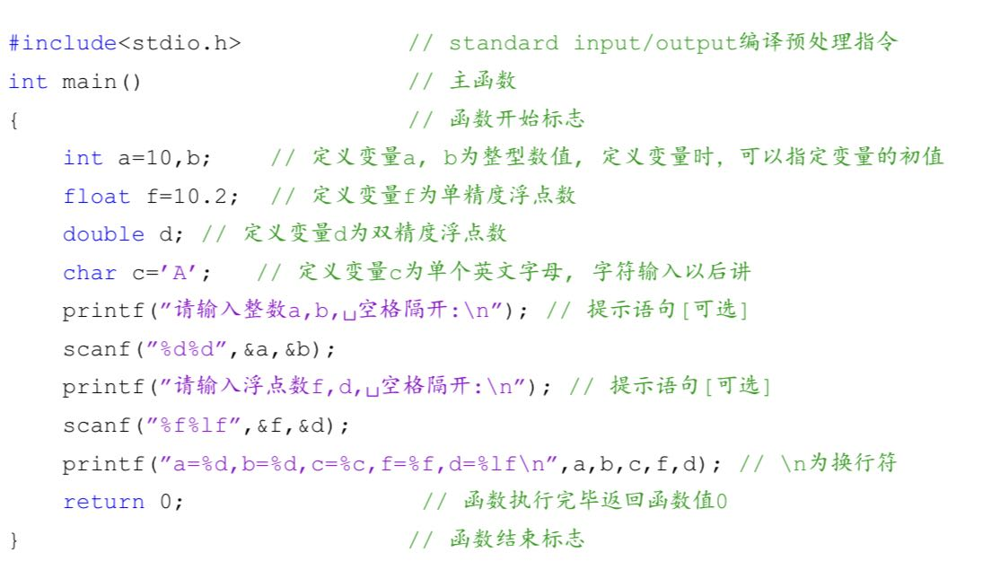 #include<stdio.h> // standard input/output编译预处理指令
int main() // 主函数
{ // 函数开始标志
    int a=10,b; // 定义变量a, b为整型数值, 定义变量时, 可以指定变量的初值
    float f=10.2; // 定义变量f为单精度浮点数
    double d; // 定义变量d为双精度浮点数
    char c='A'; // 定义变量c为单个英文字母, 字符输入以后讲
    printf("请输入整数a,b,␣空格隔开:\n"); // 提示语句[可选]
    scanf("%d%d",&a,&b);
    printf("请输入浮点数f,d,␣空格隔开:\n"); // 提示语句[可选]
    scanf("%f%lf",&f,&d);
    printf("a=%d,b=%d,c=%c,f=%f,d=%lf\n",a,b,c,f,d); // \n为换行符
    return 0; // 函数执行完毕返回函数值0
} // 函数结束标志